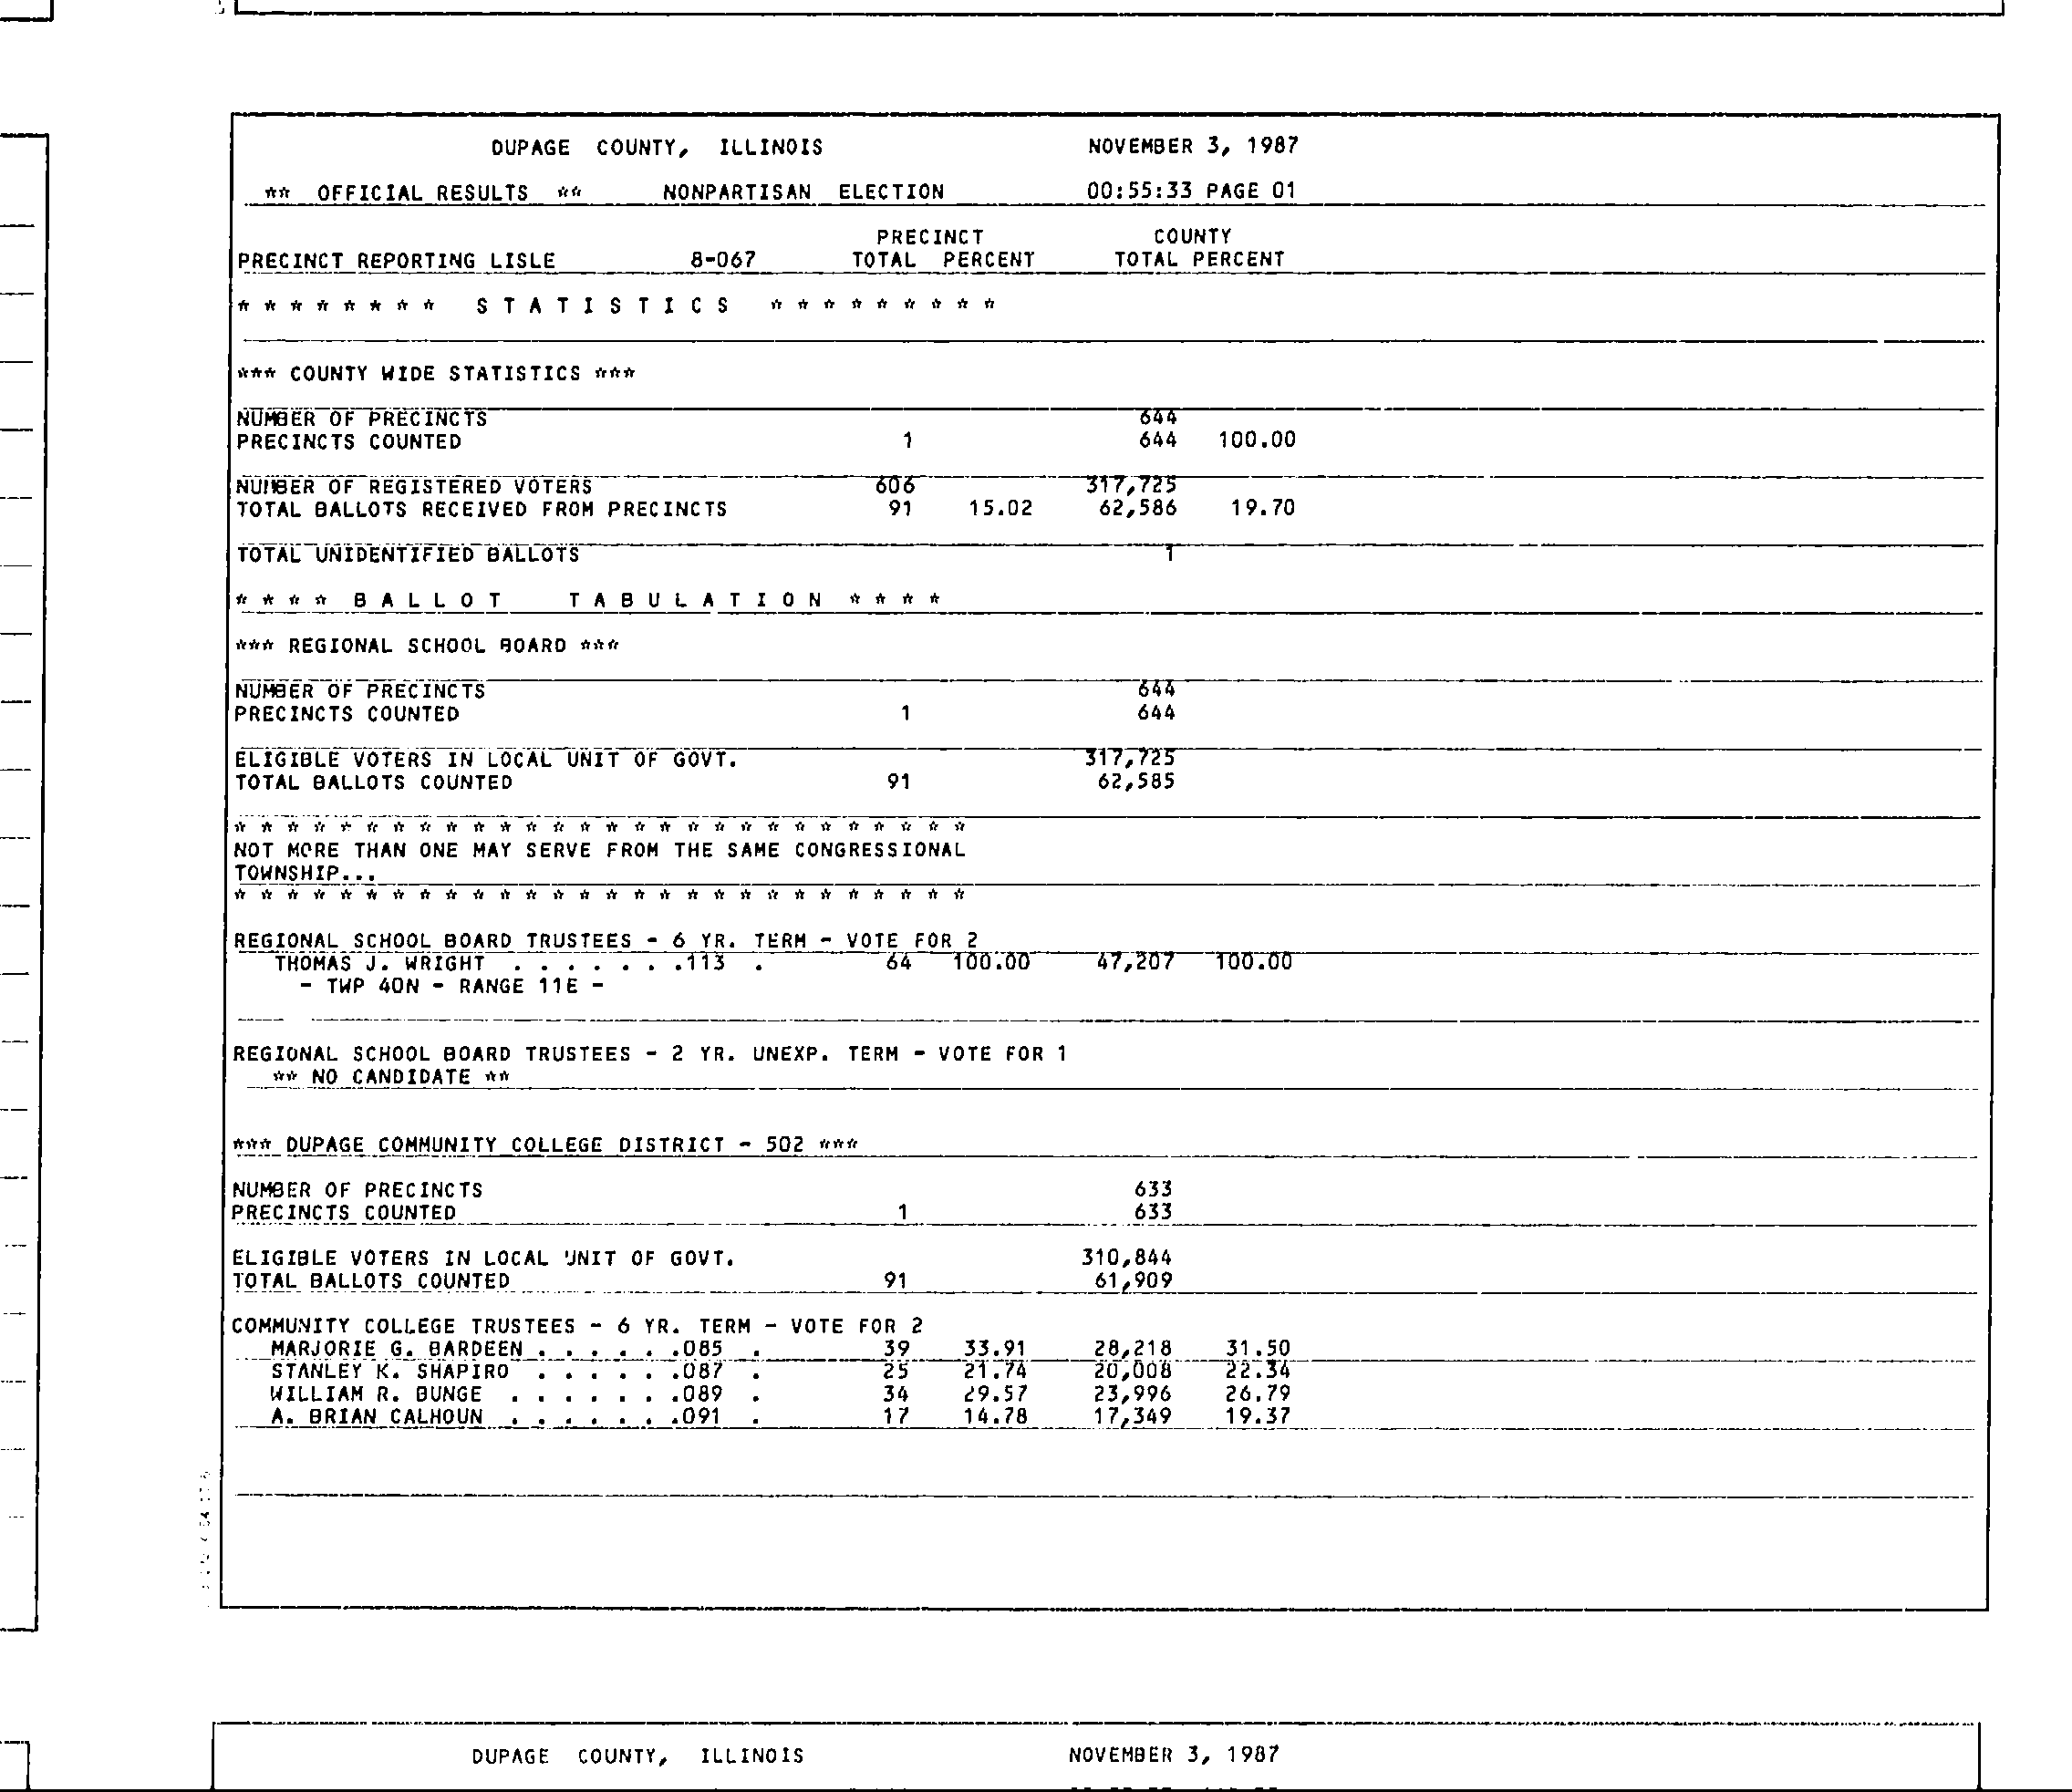 DUPAGE COUNTY, ILLINOIS NOVEMBER 3, 1987
** OFFICIAL RESULTS ** NONPARTISAN ELECTION 00:55:33 PAGE 01
PRECINCT COUNTY
PRECINCT REPORTING LISLE 8-067 TOTAL PERCENT TOTAL PERCENT
* * * * * * * * S T A T I S T I C S * * * * * * * * *
*** COUNTY WIDE STATISTICS ***
NUMBER OF PRECINCTS 644
PRECINCTS COUNTED 1 644 100.00
NUMBER OF REGISTERED VOTERS 606 317,725
TOTAL BALLOTS RECEIVED FROM PRECINCTS 91 15.02 62,586 19.70
TOTAL UNIDENTIFIED BALLOTS 1
* * * * B A L L O T T A B U L A T I O N * * * *
*** REGIONAL SCHOOL BOARD ***
NUMBER OF PRECINCTS 644
PRECINCTS COUNTED 1 644
ELIGIBLE VOTERS IN LOCAL UNIT OF GOVT. 317,725
TOTAL BALLOTS COUNTED 91 62,585
* * * * * * * * * * * * * * * * * * * * * * * * * * * *
NOT MORE THAN ONE MAY SERVE FROM THE SAME CONGRESSIONAL
TOWNSHIP...
* * * * * * * * * * * * * * * * * * * * * * * * * * * *
REGIONAL SCHOOL BOARD TRUSTEES - 6 YR. TERM - VOTE FOR 2
THOMAS J. WRIGHT . . . . . . .113 . 64 100.00 47,207 100.00
- TWP 40N - RANGE 11E -
REGIONAL SCHOOL BOARD TRUSTEES - 2 YR. UNEXP. TERM - VOTE FOR 1
** NO CANDIDATE **
*** DUPAGE COMMUNITY COLLEGE DISTRICT - 502 ***
NUMBER OF PRECINCTS 633
PRECINCTS COUNTED 1 633
ELIGIBLE VOTERS IN LOCAL UNIT OF GOVT. 310,844
TOTAL BALLOTS COUNTED 91 61,909
COMMUNITY COLLEGE TRUSTEES - 6 YR. TERM - VOTE FOR 2
MARJORIE G. BARDEEN . . . . . .085 . 39 33.91 28,218 31.50
STANLEY K. SHAPIRO . . . . . .087 . 25 21.74 20,008 22.34
WILLIAM R. BUNGE . . . . . . .089 . 34 29.57 23,996 26.79
A. BRIAN CALHOUN . . . . . . .091 . 17 14.78 17,349 19.37
DUPAGE COUNTY, ILLINOIS NOVEMBER 3, 1987